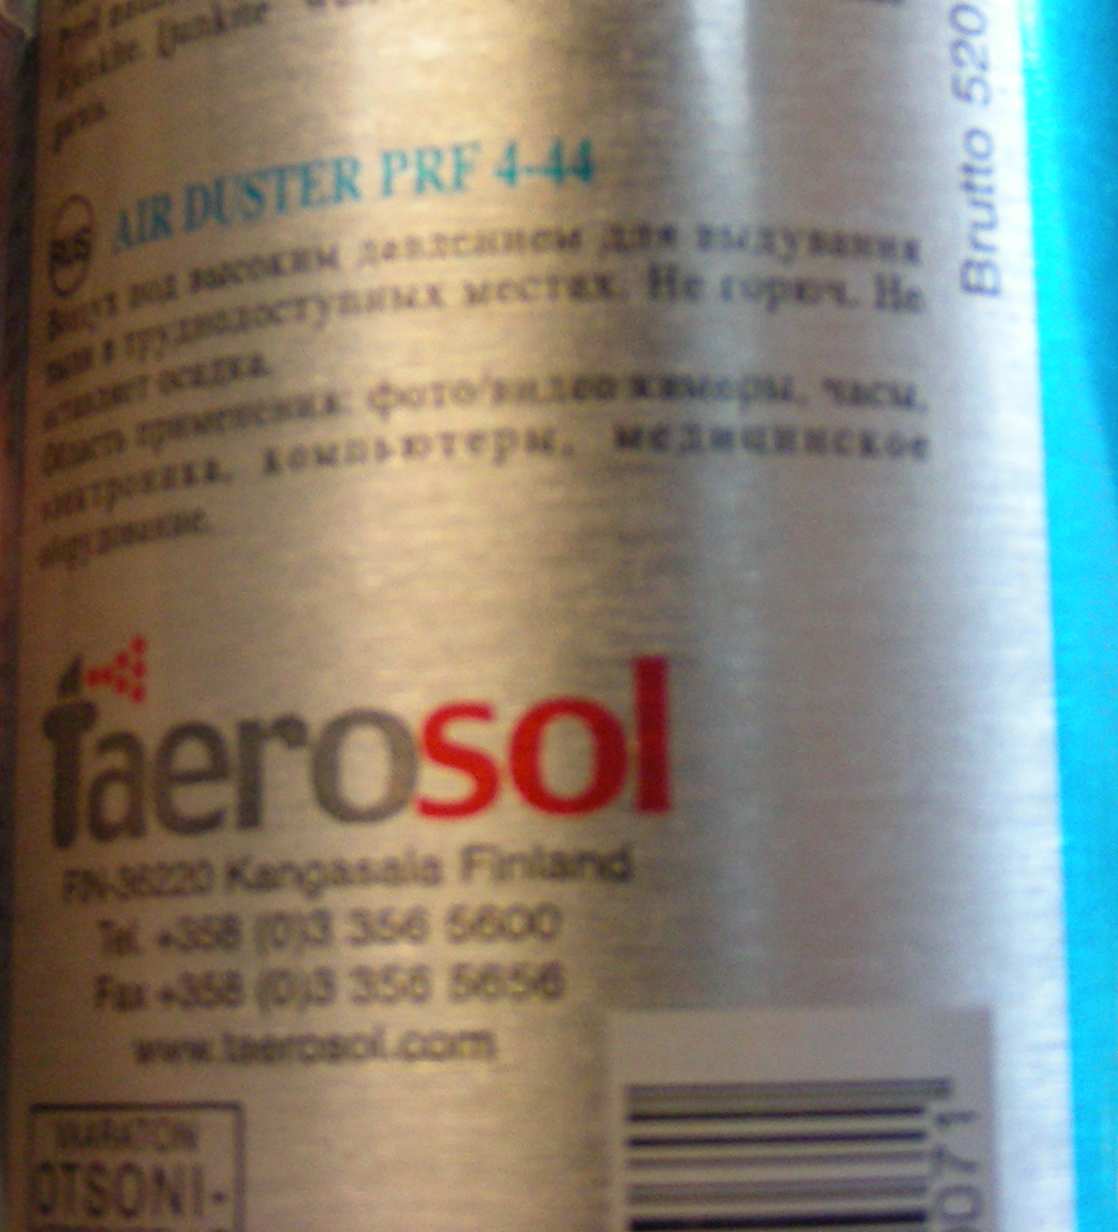 Brutto 520
RUS AIR DUSTER PRF 4-44
Воздух под высоким давлением для выдувания
пыли в труднодоступных местах. Не горюч. Не
оставляет осадка.
Область применения: фото/видео камеры, часы,
электроника, компьютеры, медицинское
оборудование.
taerosol
FIN-36220 Kangasala Finland
Tel. +358 (0)3 356 5600
Fax +358 (0)3 356 5656
www.taerosol.com
OTSONI-
071